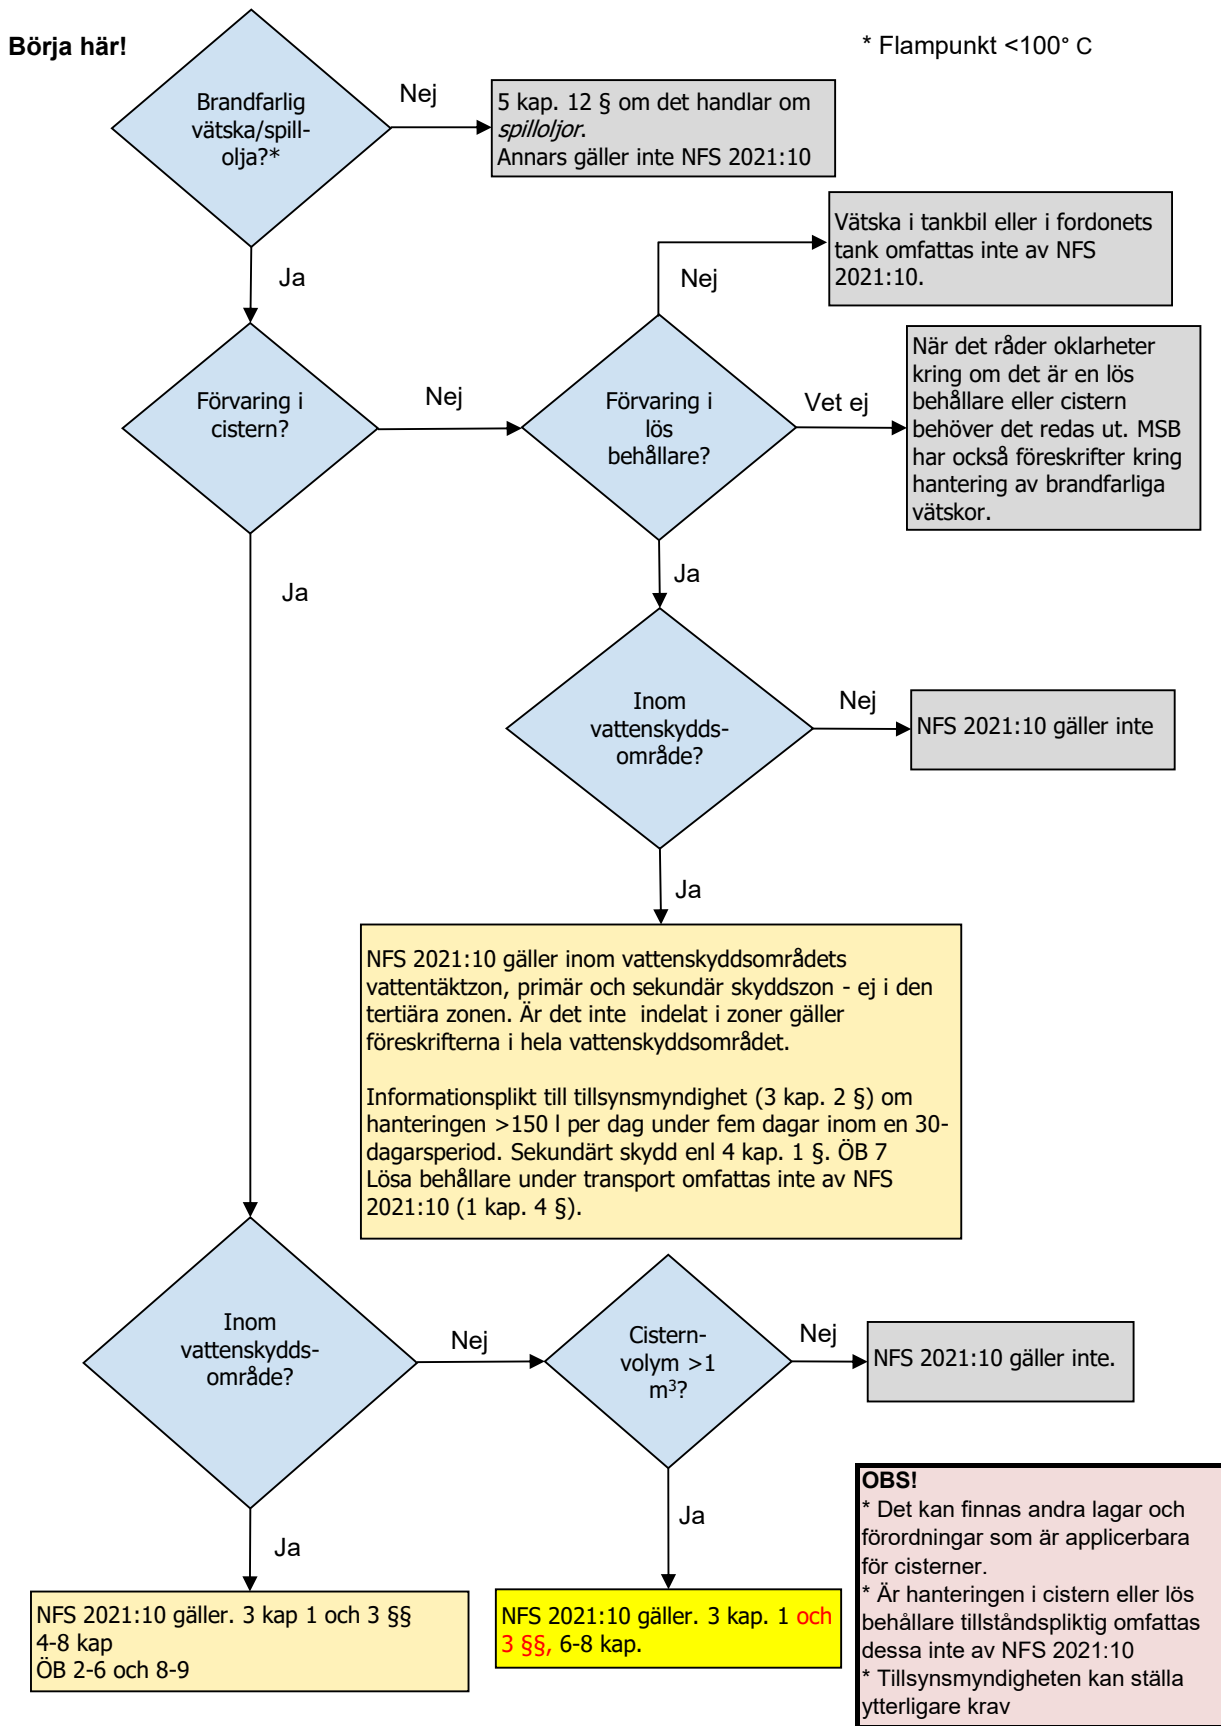 Börja här!
* Flampunkt <100° C
Brandfarlig
vätska/spill-
olja?*
Nej
5 kap. 12 § om det handlar om
spilloljor.
Annars gäller inte NFS 2021:10
Ja
Vätska i tankbil eller i fordonets
tank omfattas inte av NFS
2021:10.
Nej
Förvaring i
cistern?
Nej
Förvaring i
lös
behållare?
Vet ej
När det råder oklarheter
kring om det är en lös
behållare eller cistern
behöver det redas ut. MSB
har också föreskrifter kring
hantering av brandfarliga
vätskor.
Ja
Ja
Inom
vattenskydds-
område?
Nej
NFS 2021:10 gäller inte
Ja
NFS 2021:10 gäller inom vattenskyddsområdets
vattentäktzon, primär och sekundär skyddszon - ej i den
tertiära zonen. Är det inte  indelat i zoner gäller
föreskrifterna i hela vattenskyddsområdet.
Informationsplikt till tillsynsmyndighet (3 kap. 2 §) om
hanteringen >150 l per dag under fem dagar inom en 30-
dagarsperiod. Sekundärt skydd enl 4 kap. 1 §. ÖB 7
Lösa behållare under transport omfattas inte av NFS
2021:10 (1 kap. 4 §).
Inom
vattenskydds-
område?
Nej
Cistern-
volym >1
m³?
Nej
NFS 2021:10 gäller inte.
Ja
Ja
NFS 2021:10 gäller. 3 kap 1 och 3 §§
4-8 kap
ÖB 2-6 och 8-9
NFS 2021:10 gäller. 3 kap. 1 och
3 §§, 6-8 kap.
OBS!
* Det kan finnas andra lagar och
förordningar som är applicerbara
för cisterner.
* Är hanteringen i cistern eller lös
behållare tillståndspliktig omfattas
dessa inte av NFS 2021:10
* Tillsynsmyndigheten kan ställa
ytterligare krav